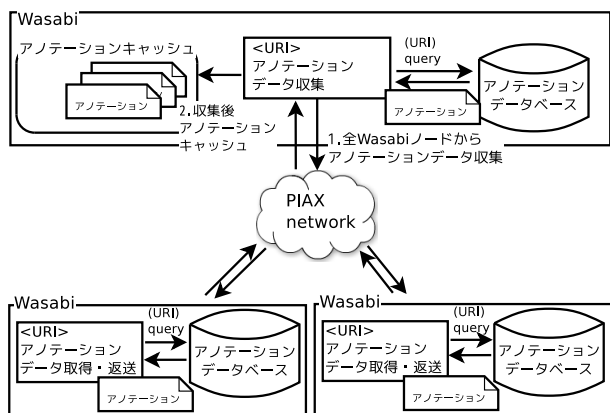 Wasabi
アノテーションキャッシュ
アノテーション
2.収集後
アノテーション
キャッシュ
<URI>
アノテーション
データ収集
(URI)
query
アノテーション
アノテーション
データベース
1.全Wasabiノードから
アノテーションデータ収集
PIAX
network
Wasabi
<URI>
アノテーション
データ取得・返送
(URI)
query
アノテーション
アノテーション
データベース
Wasabi
<URI>
アノテーション
データ取得・返送
(URI)
query
アノテーション
アノテーション
データベース